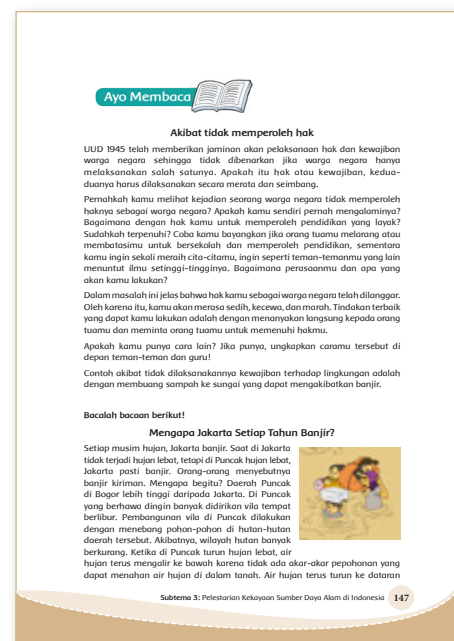 Ayo Membaca
Akibat tidak memperoleh hak
UUD 1945 telah memberikan jaminan akan pelaksanaan hak dan kewajiban
warga negara sehingga tidak dibenarkan jika warga negara hanya
melaksanakan salah satunya. Apakah itu hak atau kewajiban, kedua-
duanya harus dilaksanakan secara merata dan seimbang.
Pernahkah kamu melihat kejadian seorang warga negara tidak memperoleh
haknya sebagai warga negara? Apakah kamu sendiri pernah mengalaminya?
Bagaimana dengan hak kamu untuk memperoleh pendidikan yang layak?
Sudahkah terpenuhi? Coba kamu bayangkan jika orang tuamu melarang atau
membatasimu untuk bersekolah dan memperoleh pendidikan, sementara
kamu ingin sekali meraih cita-citamu, ingin seperti teman-temanmu yang lain
menuntut ilmu setinggi-tingginya. Bagaimana perasaanmu dan apa yang
akan kamu lakukan?
Dalam masalah ini jelas bahwa hak kamu sebagai warga negara telah dilanggar.
Oleh karena itu, kamu akan merasa sedih, kecewa, dan marah. Tindakan terbaik
yang dapat kamu lakukan adalah dengan menanyakan langsung kepada orang
tuamu dan meminta orang tuamu untuk memenuhi hakmu.
Apakah kamu punya cara lain? Jika punya, ungkapkan caramu tersebut di
depan teman-teman dan guru!
Contoh akibat tidak dilaksanakannya kewajiban terhadap lingkungan adalah
dengan membuang sampah ke sungai yang dapat mengakibatkan banjir.
Bacalah bacaan berikut!
Mengapa Jakarta Setiap Tahun Banjir?
Setiap musim hujan, Jakarta banjir. Saat di Jakarta
tidak terjadi hujan lebat, tetapi di Puncak hujan lebat,
Jakarta pasti banjir. Orang-orang menyebutnya
banjir kiriman. Mengapa begitu? Daerah Puncak
di Bogor lebih tinggi daripada Jakarta. Di Puncak
yang berhawa dingin banyak didirikan vila tempat
berlibur. Pembangunan vila di Puncak dilakukan
dengan menebang pohon-pohon di hutan-hutan
daerah tersebut. Akibatnya, wilayah hutan banyak
berkurang. Ketika di Puncak turun hujan lebat, air
hujan terus mengalir ke bawah karena tidak ada akar-akar pepohonan yang
dapat menahan air hujan di dalam tanah. Air hujan terus turun ke dataran
Subtema 3: Pelestarian Kekayaan Sumber Daya Alam di Indonesia 147